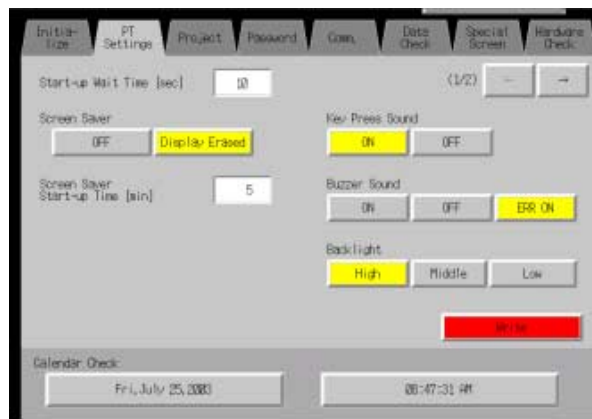 Initia-
lize
PT
Settings
Project
Password
Comm.
Data
Check
Special
Screen
Hardware
Check
Start-up Wait Time [sec]
10
(1/2)
←
→
Screen Saver
OFF
Display Erased
Key Press Sound
ON
OFF
Screen Saver
Start-up Time [min]
5
Buzzer Sound
ON
OFF
ERR ON
Backlight
High
Middle
Low
Write
Calendar Check
Fri,July 25,2003
08:47:31 AM